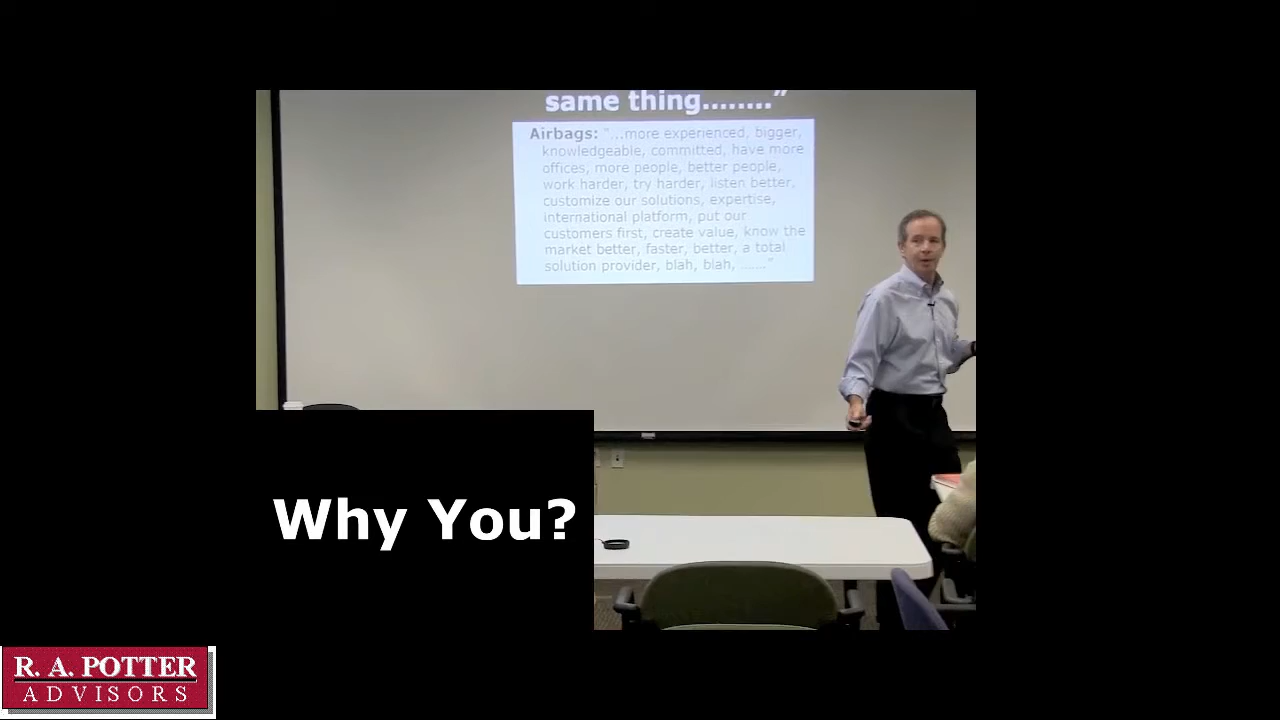 same thing........”
Airbags: “...more experienced, bigger,
knowledgeable, committed, have more
offices, more people, better people,
work harder, try harder, listen better,
customize our solutions, expertise,
international platform, put our
customers first, create value, know the
market better, faster, better, a total
solution provider, blah, blah, ......”
Why You?
R. A. POTTER
ADVISORS